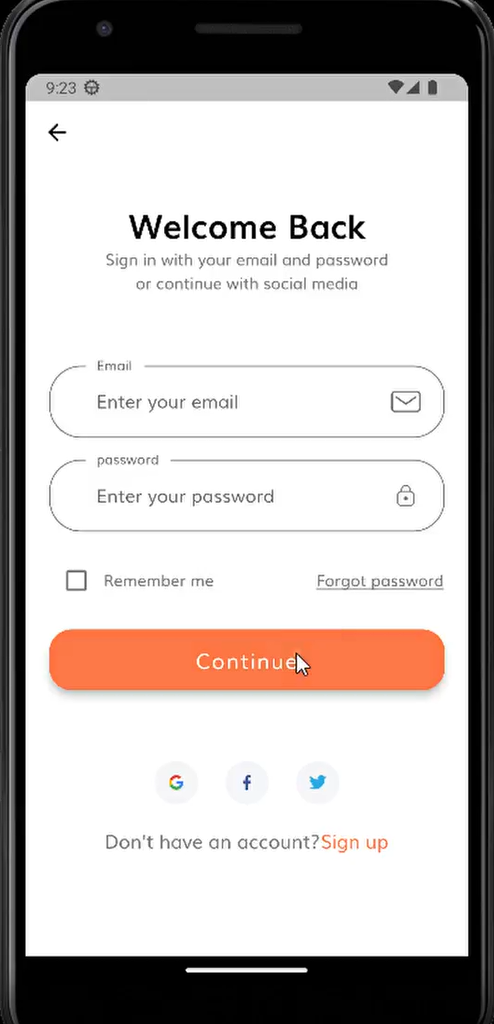 9:23
Welcome Back
Sign in with your email and password
or continue with social media
Email
Enter your email
password
Enter your password
Remember me Forgot password
Continue
Don't have an account?Sign up